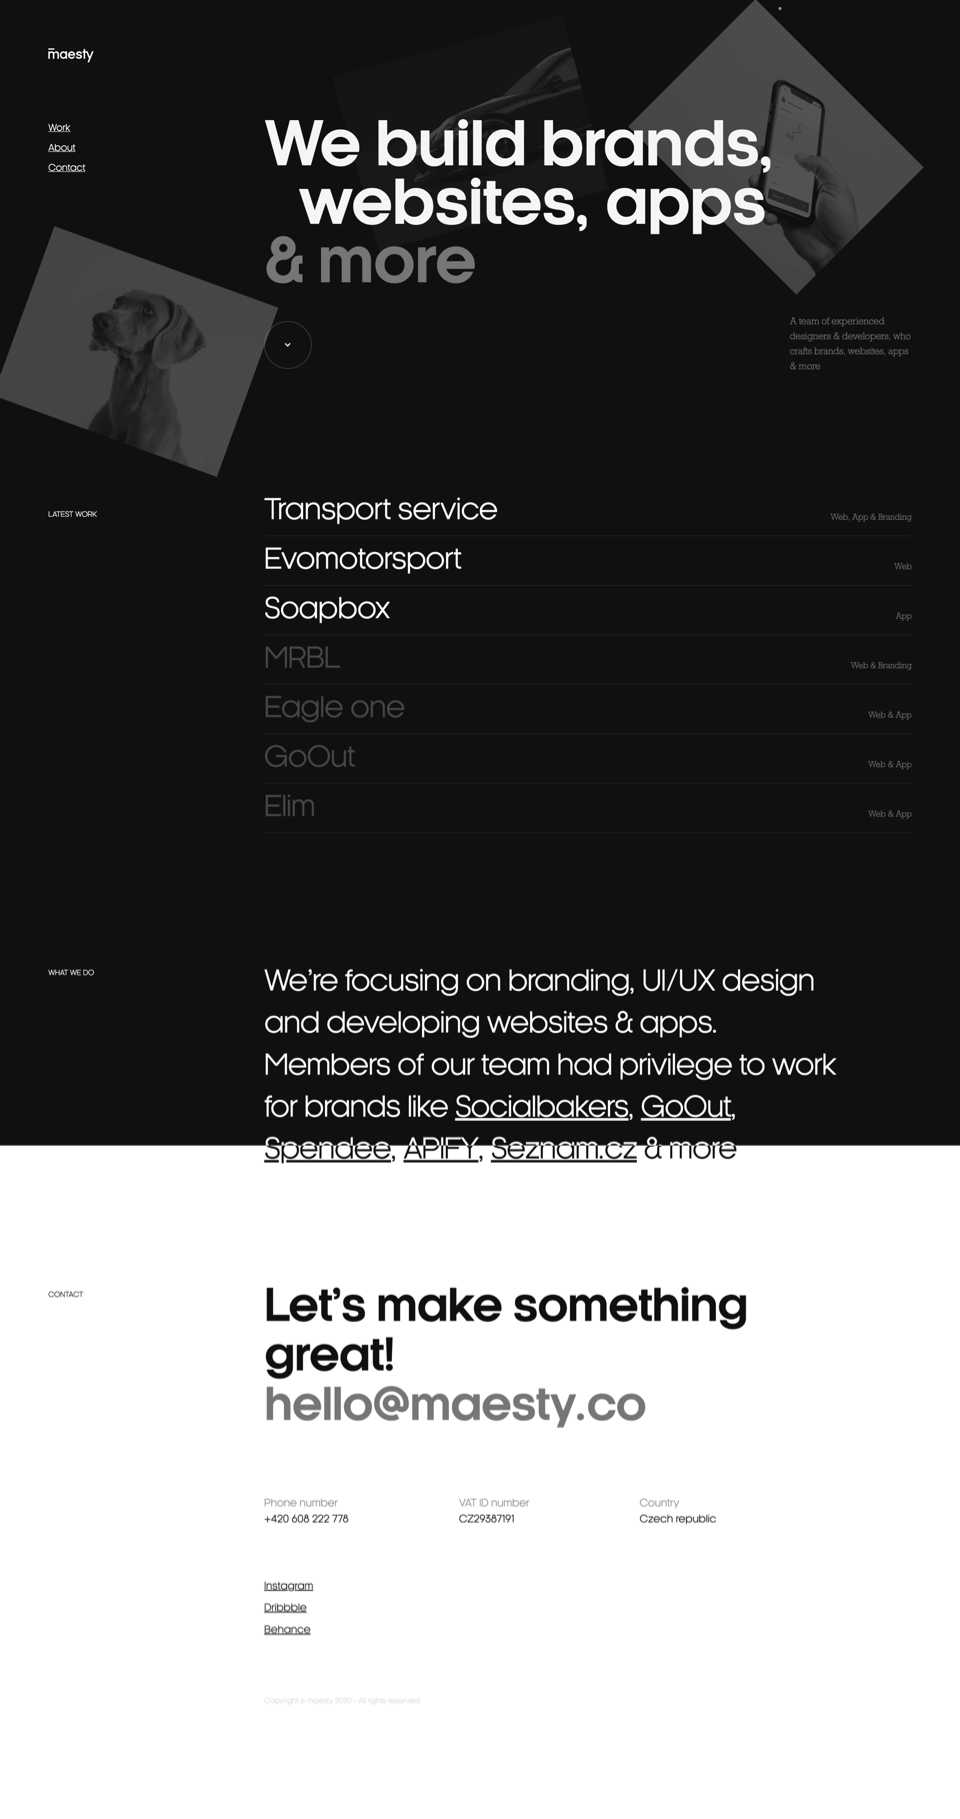 maesty
Work
About
Contact
We build brands,
websites, apps
& more
A team of experienced
designers & developers, who
crafts brands, websites, apps
& more
LATEST WORK
Transport service
Web, App & Branding
Evomotorsport
Web
Soapbox
App
MRBL
Web & Branding
Eagle one
Web & App
GoOut
Web & App
Elim
Web & App
WHAT WE DO
We’re focusing on branding, UI/UX design
and developing websites & apps.
Members of our team had privilege to work
for brands like Socialbakers, GoOut,
Spendee, APIFY, Seznam.cz & more
CONTACT
Let’s make something
great!
hello@maesty.co
Phone number
+420 608 222 778
VAT ID number
CZ29387191
Country
Czech republic
Instagram
Dribbble
Behance
Copyright © maesty 2020 - All rights reserved